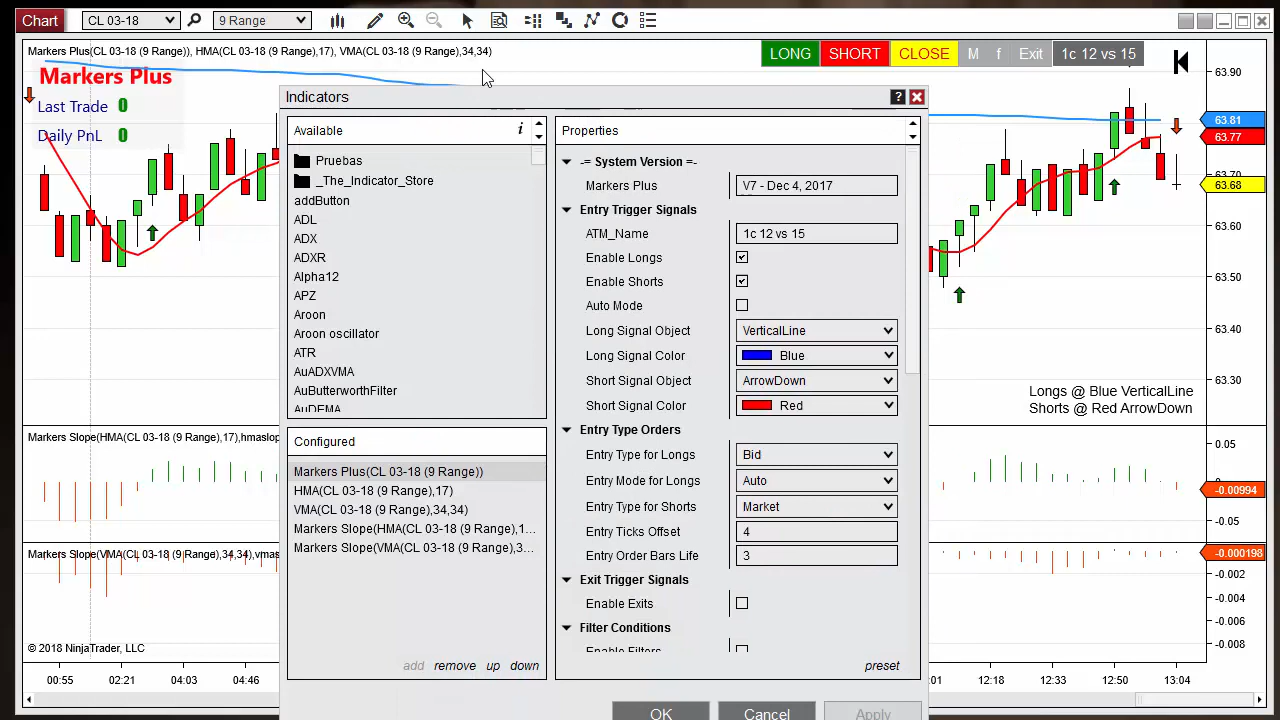 Chart CL 03-18 9 Range
Markers Plus(CL 03-18 (9 Range)), HMA(CL 03-18 (9 Range),17), VMA(CL 03-18 (9 Range),34,34)
LONG SHORT CLOSE M f Exit 1c 12 vs 15
Markers Plus
Last Trade 0
Daily PnL 0
Indicators ?
Available i
Pruebas
_The_Indicator_Store
addButton
ADL
ADX
ADXR
Alpha12
APZ
Aroon
Aroon oscillator
ATR
AuADXVMA
AuButterworthFilter
AuDEMA
Configured
Markers Plus(CL 03-18 (9 Range))
HMA(CL 03-18 (9 Range),17)
VMA(CL 03-18 (9 Range),34,34)
Markers Slope(HMA(CL 03-18 (9 Range),1...
Markers Slope(VMA(CL 03-18 (9 Range),3...
add remove up down
Properties
-= System Version =-
Markers Plus V7 - Dec 4, 2017
Entry Trigger Signals
ATM_Name 1c 12 vs 15
Enable Longs
Enable Shorts
Auto Mode
Long Signal Object VerticalLine
Long Signal Color Blue
Short Signal Object ArrowDown
Short Signal Color Red
Entry Type Orders
Entry Type for Longs Bid
Entry Mode for Longs Auto
Entry Type for Shorts Market
Entry Ticks Offset 4
Entry Order Bars Life 3
Exit Trigger Signals
Enable Exits
Filter Conditions
Enable Filters
preset
OK Cancel Apply
63.90
63.81
63.77
63.70
63.68
63.60
63.50
63.40
63.30
Longs @ Blue VerticalLine
Shorts @ Red ArrowDown
Markers Slope(HMA(CL 03-18 (9 Range),17),hmaslop
0.05
-0.00994
-0.05
Markers Slope(VMA(CL 03-18 (9 Range),34,34),vmas
-0.000198
-0.002
-0.004
-0.006
-0.008
© 2018 NinjaTrader, LLC
00:55 02:21 04:03 04:46 :01 12:18 12:33 12:50 13:04